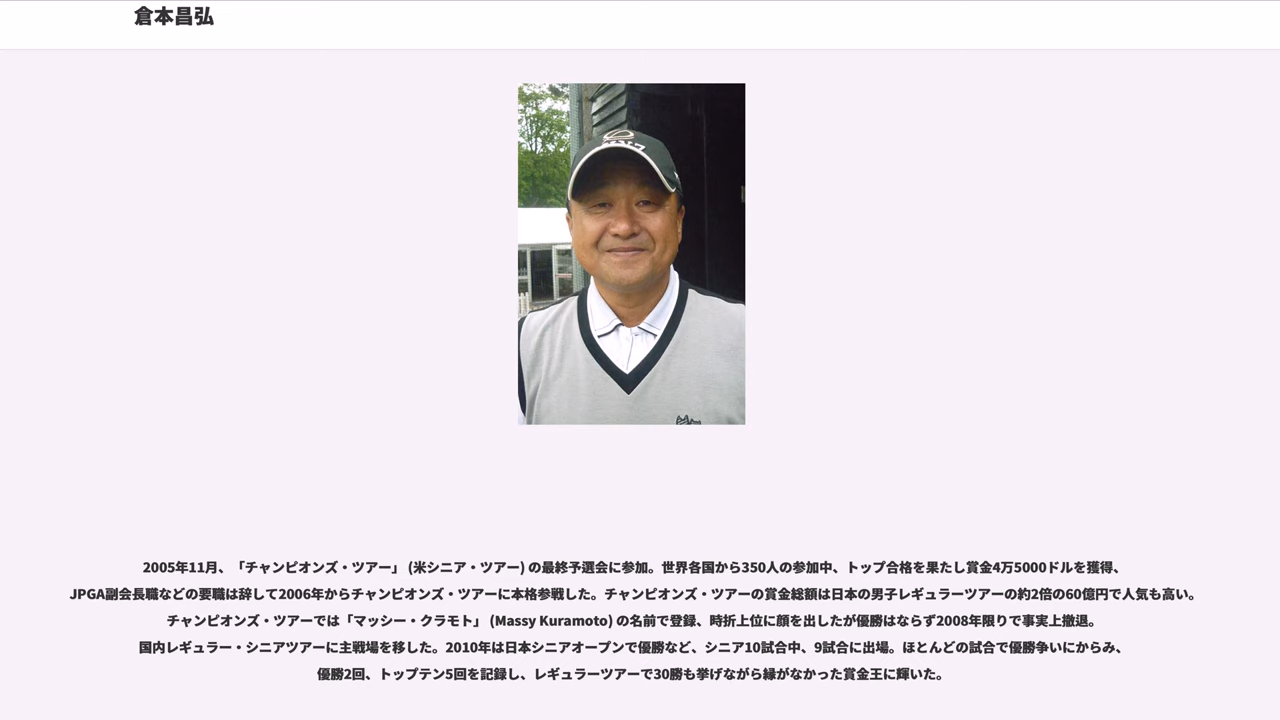 倉本昌弘
2005年11月、「チャンピオンズ・ツアー」 (米シニア・ツアー) の最終予選会に参加。世界各国から350人の参加中、トップ合格を果たし賞金4万5000ドルを獲得、
JPGA副会長職などの要職は辞して2006年からチャンピオンズ・ツアーに本格参戦した。チャンピオンズ・ツアーの賞金総額は日本の男子レギュラーツアーの約2倍の60億円で人気も高い。
チャンピオンズ・ツアーでは「マッシー・クラモト」 (Massy Kuramoto) の名前で登録、時折上位に顔を出したが優勝はならず2008年限りで事実上撤退。
国内レギュラー・シニアツアーに主戦場を移した。2010年は日本シニアオープンで優勝など、シニア10試合中、9試合に出場。ほとんどの試合で優勝争いにからみ、
優勝2回、トップテン5回を記録し、レギュラーツアーで30勝も挙げながら縁がなかった賞金王に輝いた。